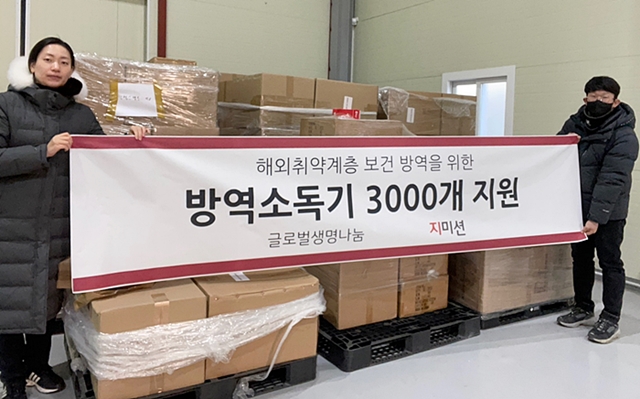 해외취약계층 보건 방역을 위한
방역소독기 3000개 지원
글로벌생명나눔 지미션